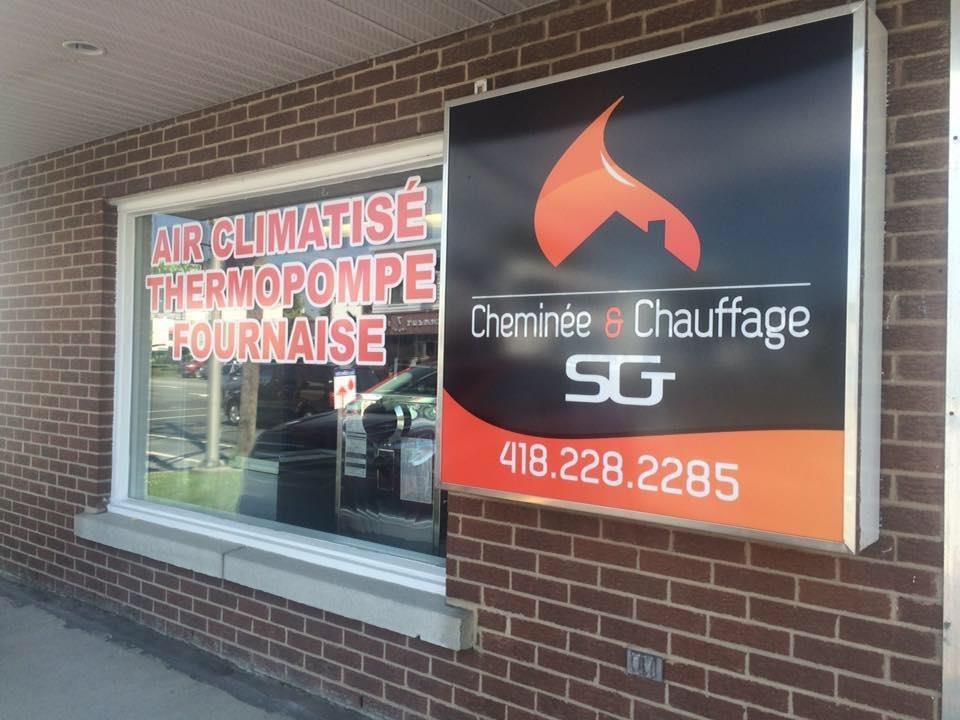 AIR CLIMATISÉ
THERMOPOMPE
FOURNAISE
Cheminée & Chauffage
SG
418.228.2285